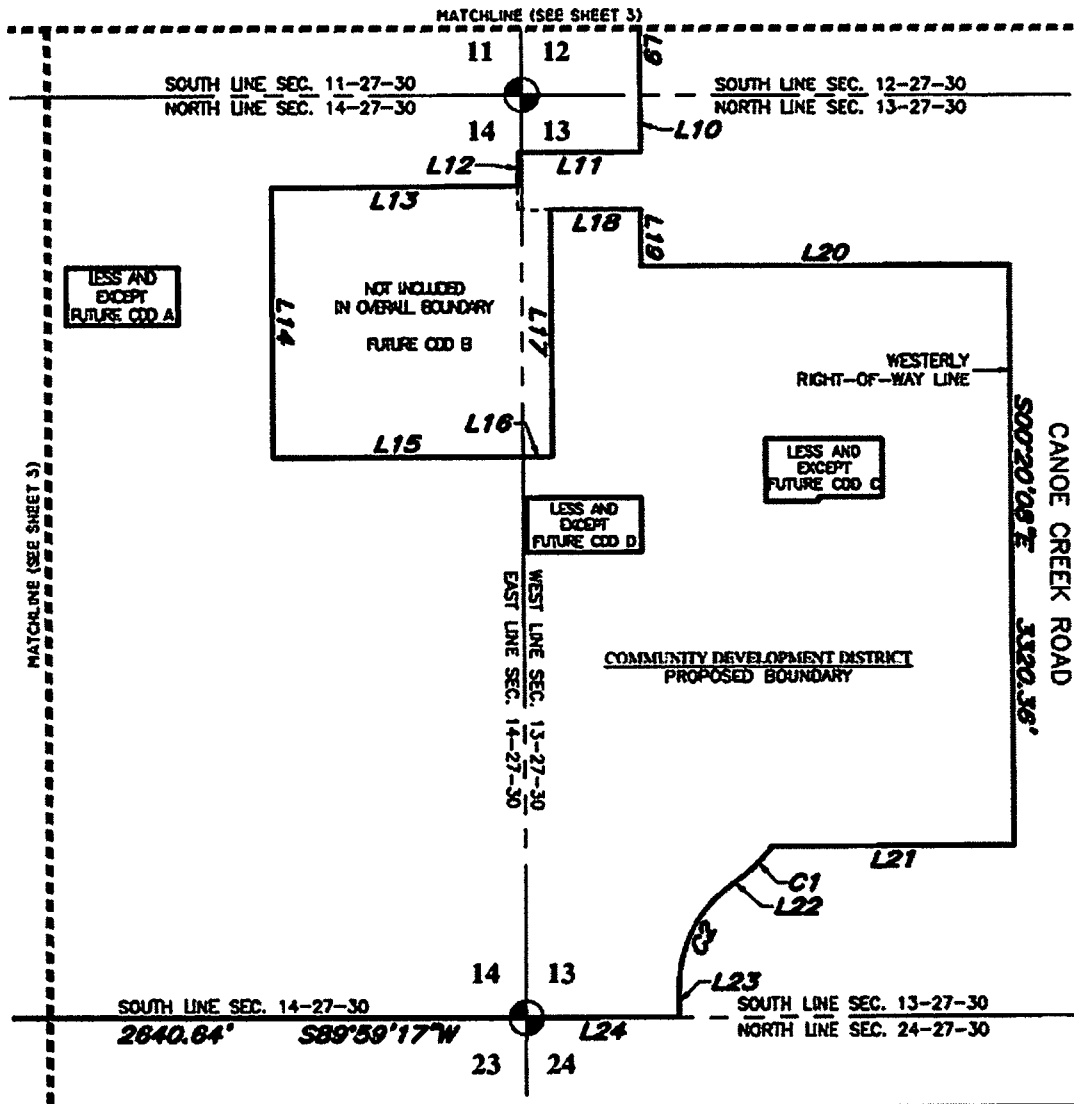 MATCHLINE (SEE SHEET 3)
11 12
L9
SOUTH LINE SEC. 11-27-30
NORTH LINE SEC. 14-27-30
SOUTH LINE SEC. 12-27-30
NORTH LINE SEC. 13-27-30
14 13
L10
L12
L11
L13
L18
L19
L20
LESS AND
EXCEPT
FUTURE CDD A
L14
NOT INCLUDED
IN OVERALL BOUNDARY
FUTURE CDD B
L17
WESTERLY
RIGHT-OF-WAY LINE
L16
L15
LESS AND
EXCEPT
FUTURE CDD C
S00°20'08"E 3320.36'
CANOE CREEK ROAD
MATCHLINE (SEE SHEET 3)
LESS AND
EXCEPT
FUTURE CDD D
WEST LINE SEC. 13-27-30
EAST LINE SEC. 14-27-30
COMMUNITY DEVELOPMENT DISTRICT
PROPOSED BOUNDARY
L21
C1
L22
L23
14 13
SOUTH LINE SEC. 14-27-30
2640.64' S89°59'17"W
L24
SOUTH LINE SEC. 13-27-30
NORTH LINE SEC. 24-27-30
23 24